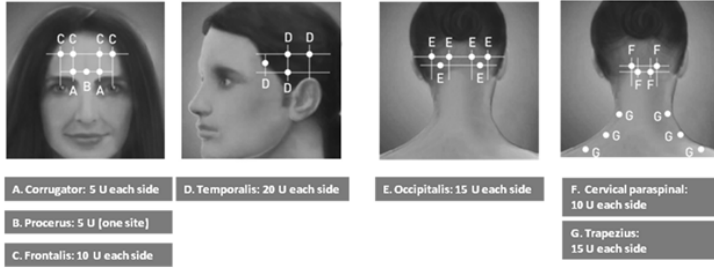 C C C C
A B A
D D
D D
E E E E
E E
F F
F F
G G
G G
G G
A. Corrugator: 5 U each side
B. Procerus: 5 U (one site)
C. Frontalis: 10 U each side
D. Temporalis: 20 U each side
E. Occipitalis: 15 U each side
F. Cervical paraspinal:
10 U each side
G. Trapezius:
15 U each side